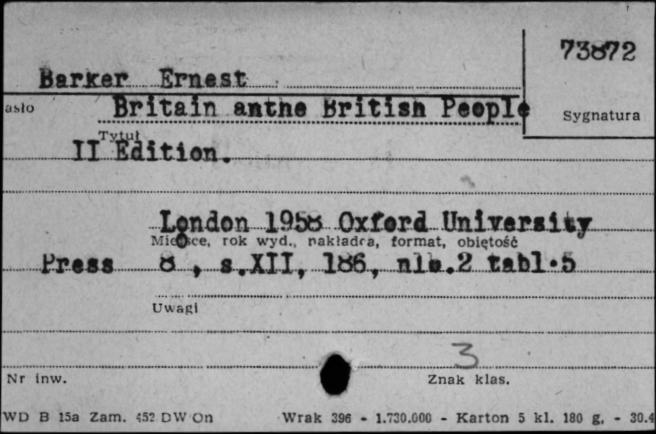 73872
Barker Ernest
asło Britain anthe British People
Sygnatura
Tytuł
II Edition.
London 1958 Oxford University
Miejsce, rok wyd., nakładca, format, objętość
Press 8 , s.XII, 186, nlb.2 tabl.5
Uwagi
3
Nr inw. Znak klas.
WD B 15a Zam. 452 DW On Wrak 396 - 1.730.000 - Karton 5 kl. 180 g. - 30.4